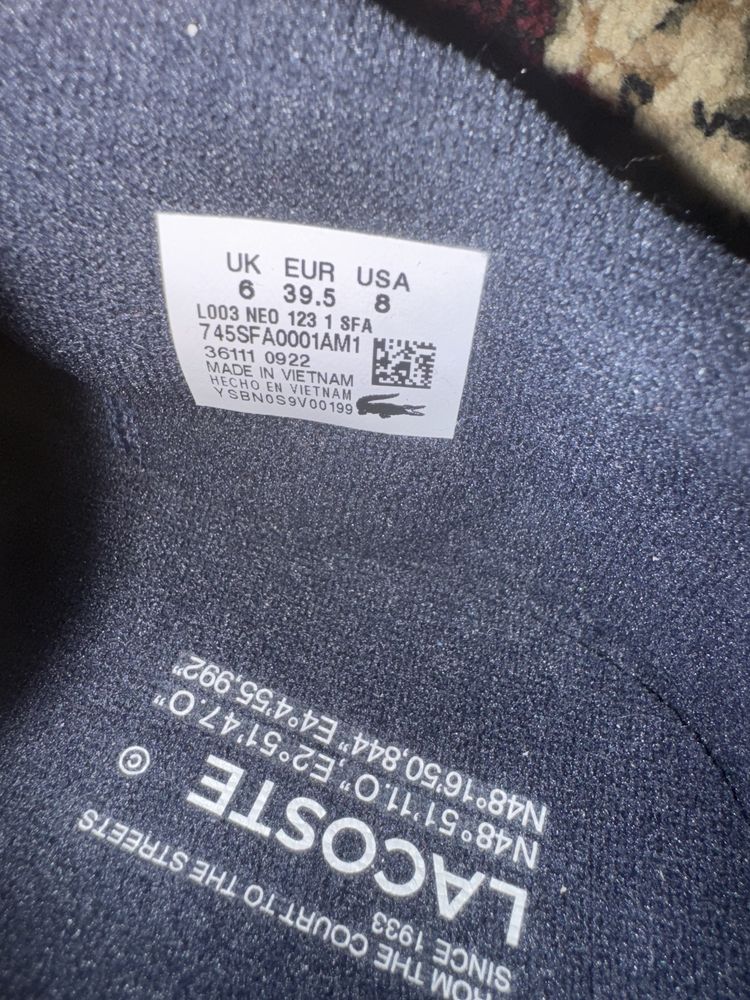 UK EUR USA
6 39.5 8
L003 NEO 123 1 SFA
745SFA0001AM1
36111 0922
MADE IN VIETNAM
HECHO EN VIETNAM
YSBN0S9V00199
FROM THE COURT TO THE STREETS
SINCE 1933
LACOSTE ©
N48°51'11.0",E2°51'47.0"
N48°16'50,844" E4°4'55,992"